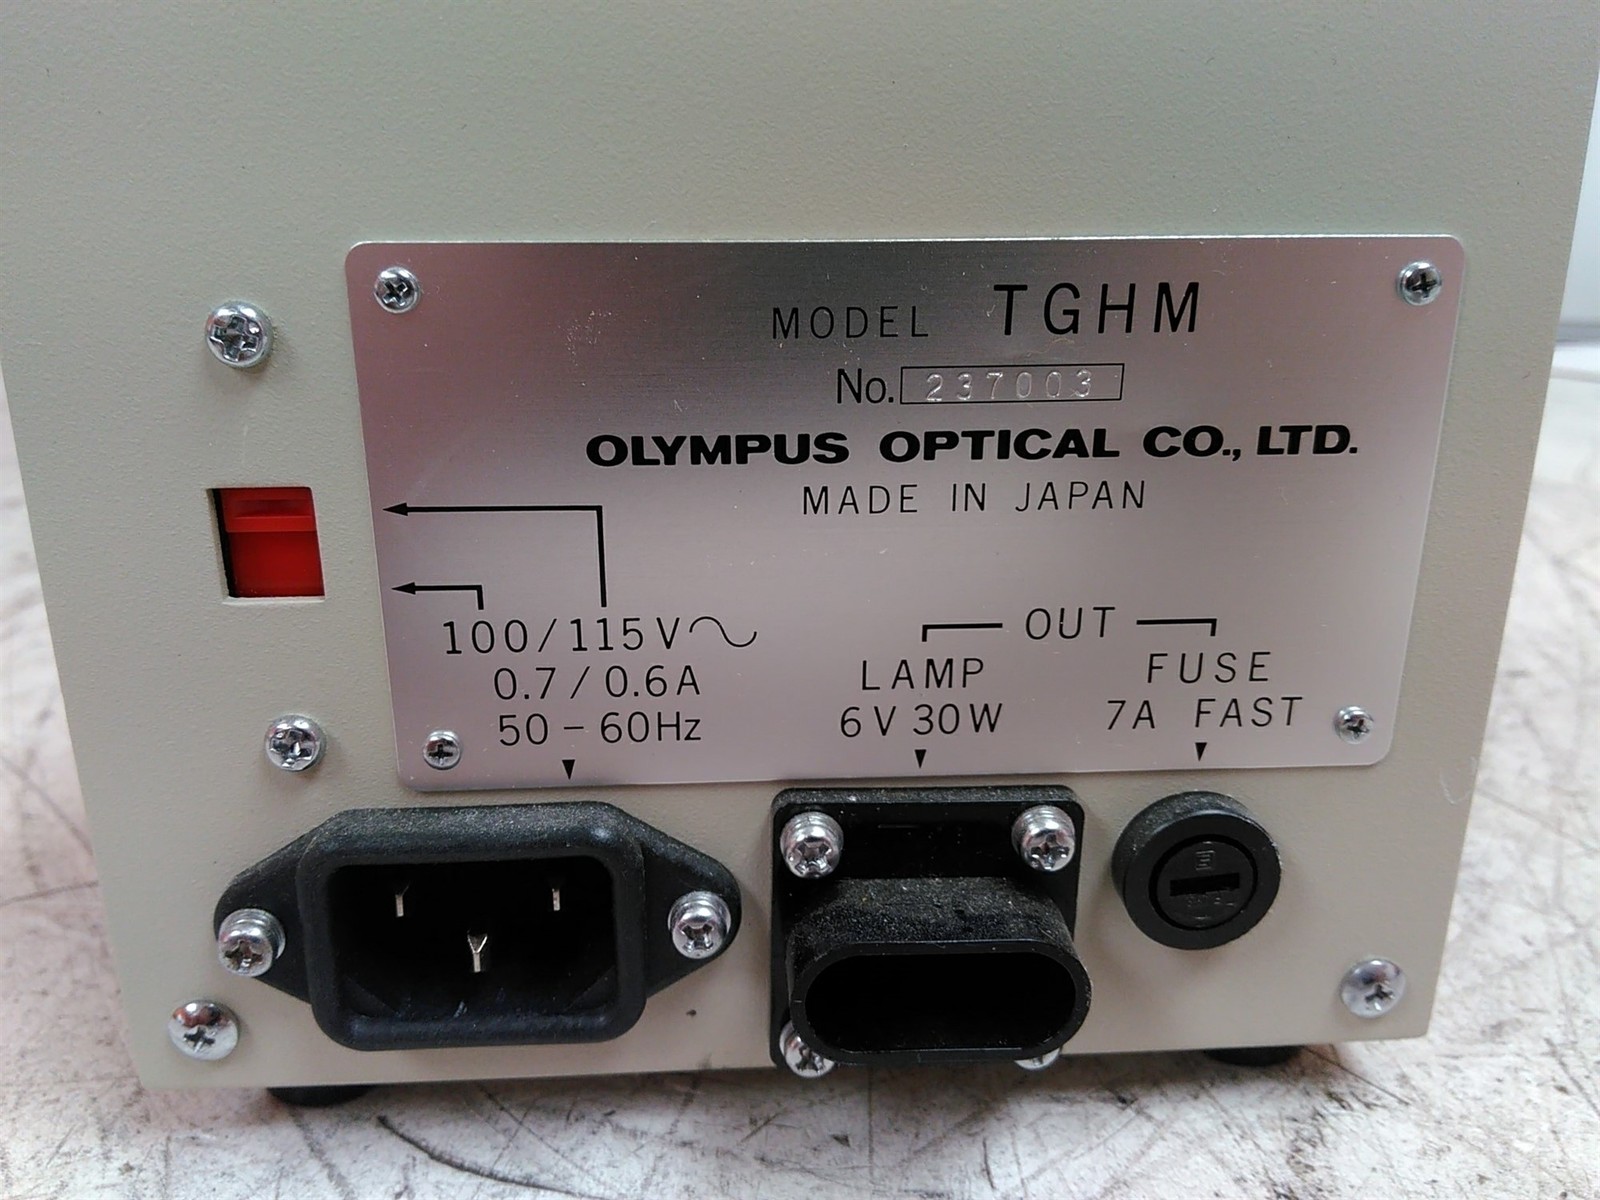 MODEL TGHM
No. 237003
OLYMPUS OPTICAL CO., LTD.
MADE IN JAPAN
100/115V
0.7/0.6A
50-60Hz
OUT
LAMP
6V 30W
FUSE
7A FAST